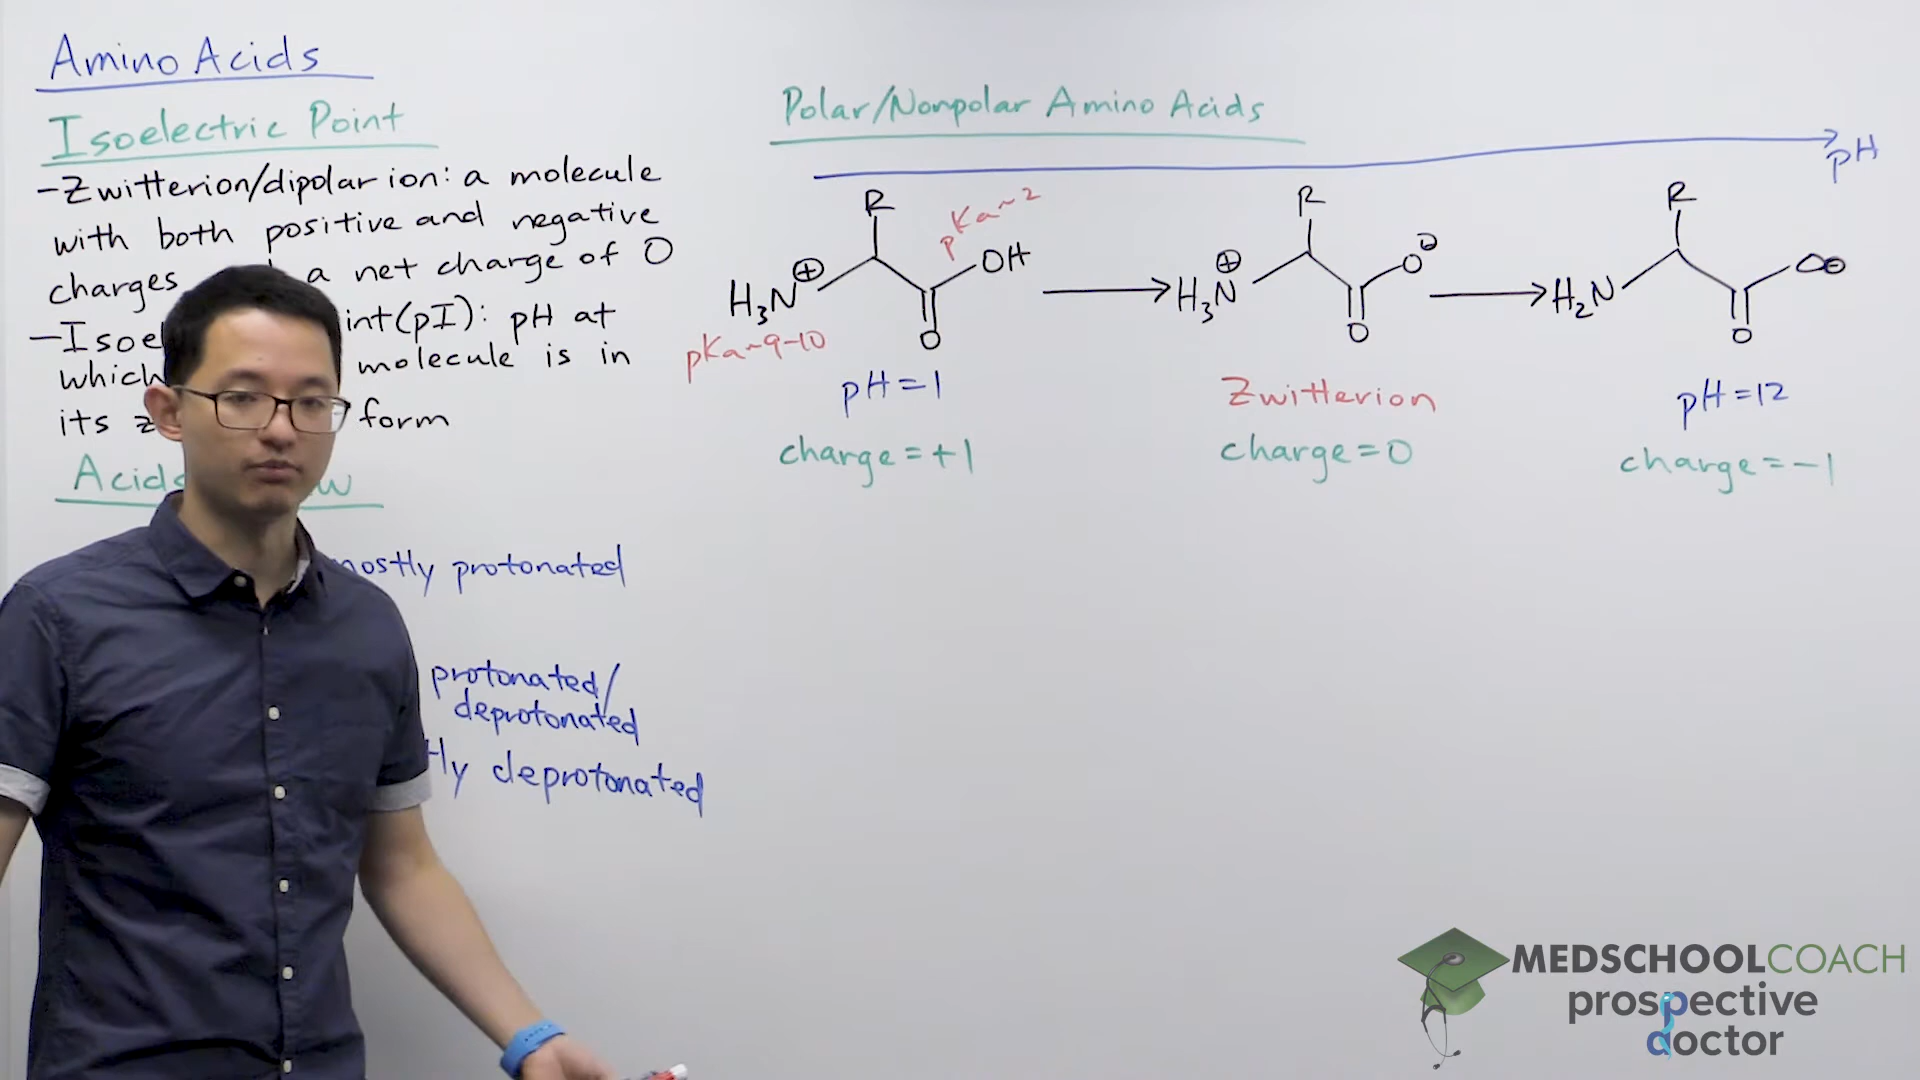 Amino Acids
Isoelectric Point
-Zwitterion/dipolar ion: a molecule
with both positive and negative
charges a net charge of 0
-Isoe int(pI): pH at
which molecule is in
its z form
Acid w
mostly protonated
protonated/
deprotonated
tly deprotonated
Polar/Nonpolar Amino Acids
pH
R
pKa~2
H₃N⊕
OH
O
pKa~9-10
pH=1
charge=+1
R
⊕
H₃N
O⊖
O
Zwitterion
charge=0
R
H₂N
O⊖
O
pH=12
charge=-1
MEDSCHOOLCOACH
prospective
doctor